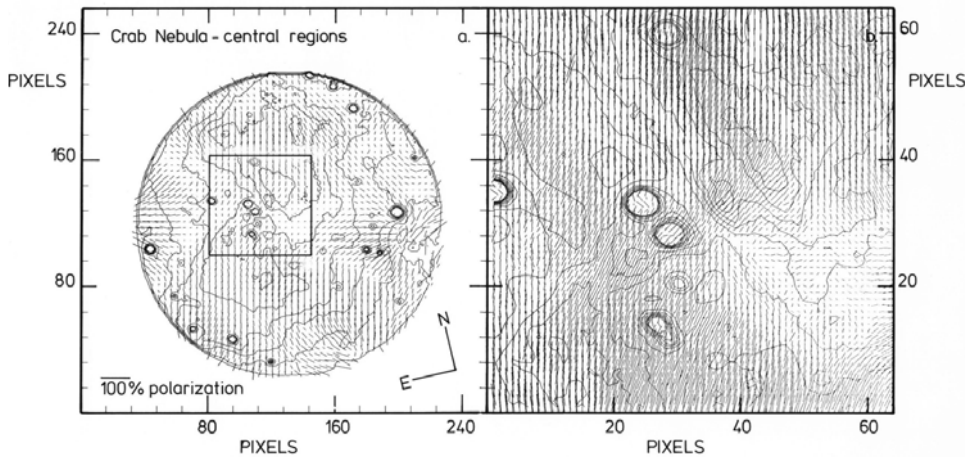 240
Crab Nebula – central regions
a.
b.
60
PIXELS
PIXELS
160
40
80
20
N
E
100% polarization
80
160
240
20
40
60
PIXELS
PIXELS